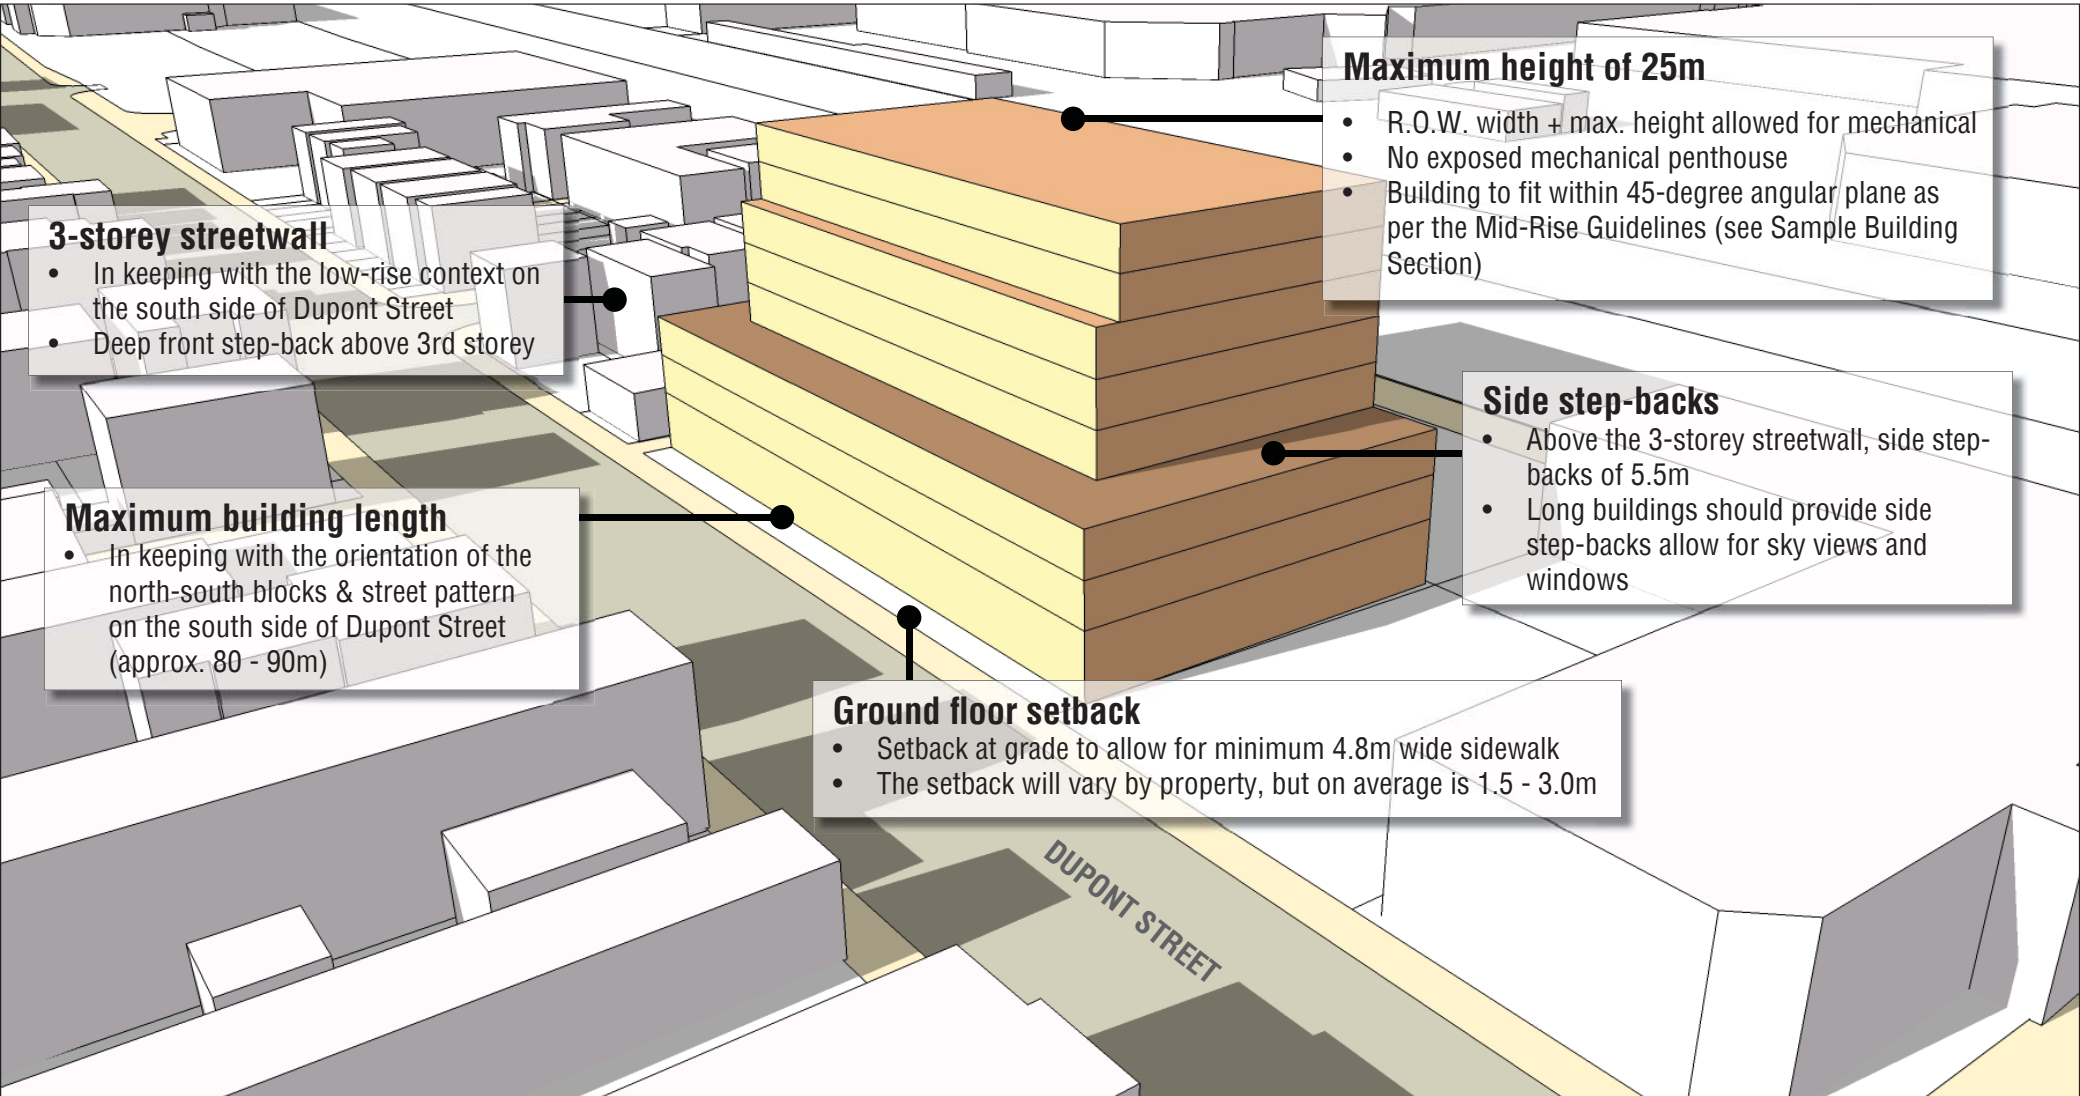 Maximum height of 25m
• R.O.W. width + max. height allowed for mechanical
• No exposed mechanical penthouse
• Building to fit within 45-degree angular plane as
per the Mid-Rise Guidelines (see Sample Building
Section)
3-storey streetwall
• In keeping with the low-rise context on
the south side of Dupont Street
• Deep front step-back above 3rd storey
Side step-backs
• Above the 3-storey streetwall, side step-
backs of 5.5m
• Long buildings should provide side
step-backs allow for sky views and
windows
Maximum building length
• In keeping with the orientation of the
north-south blocks & street pattern
on the south side of Dupont Street
(approx. 80 - 90m)
Ground floor setback
• Setback at grade to allow for minimum 4.8m wide sidewalk
• The setback will vary by property, but on average is 1.5 - 3.0m
DUPONT STREET